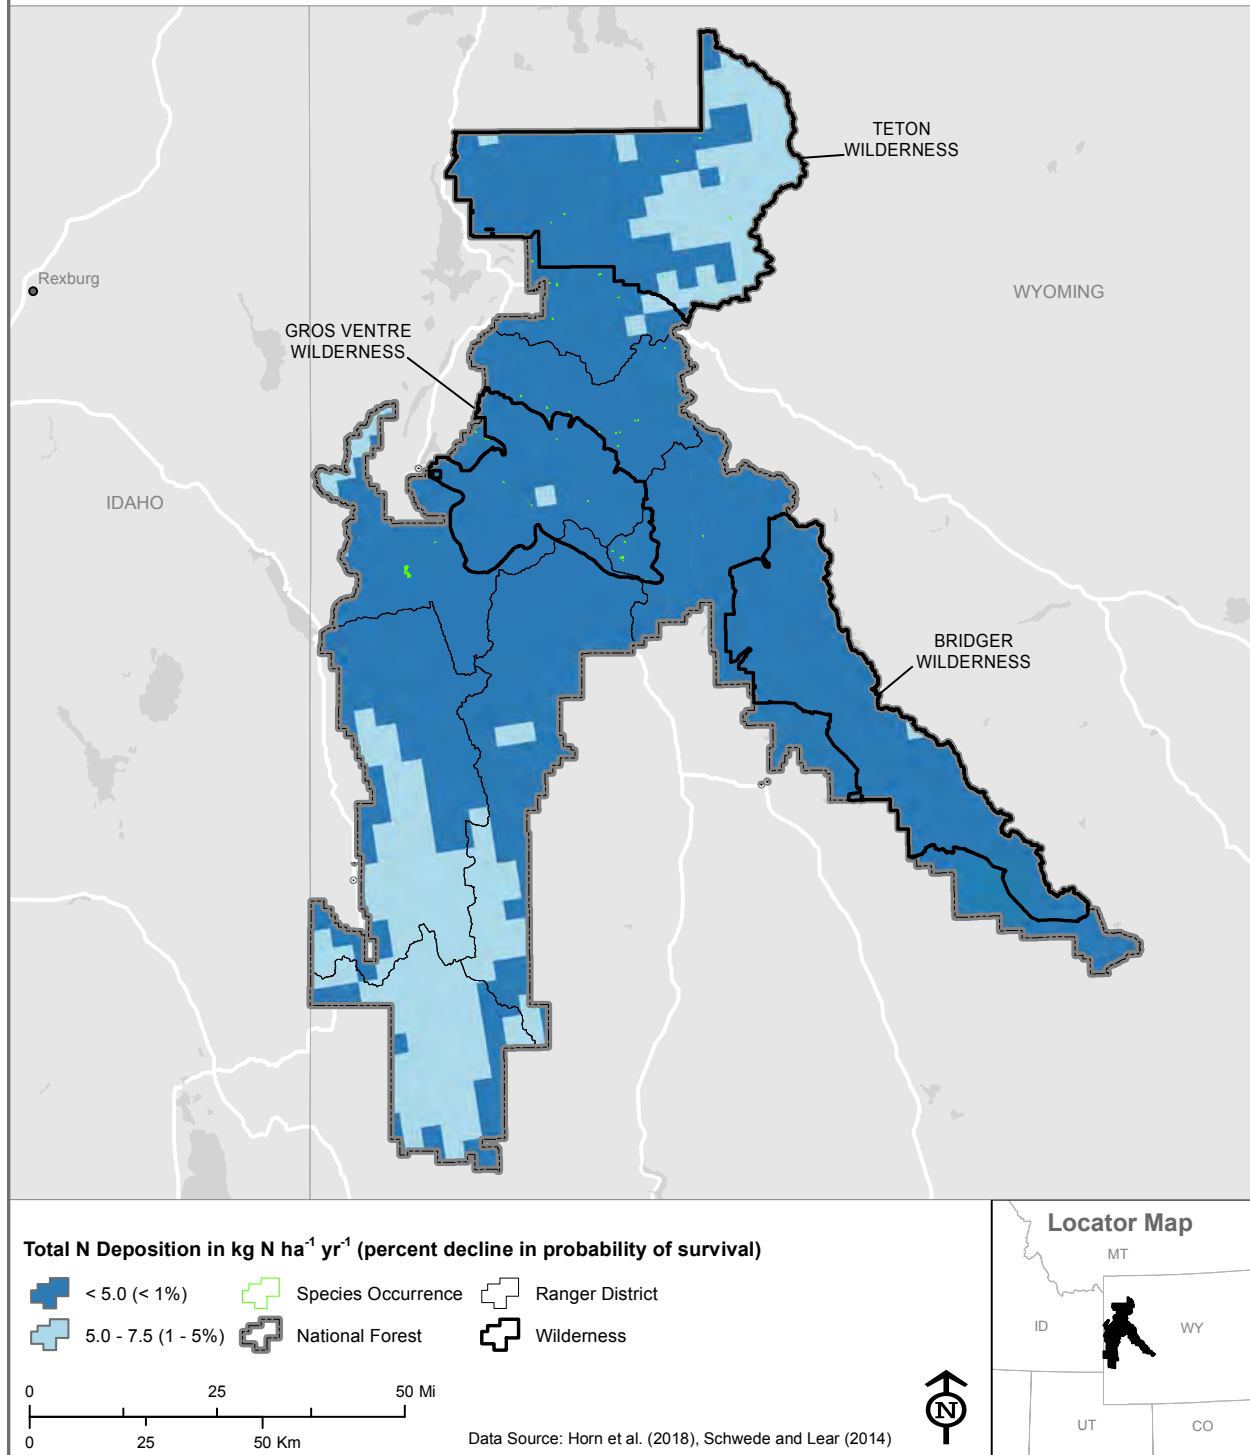 TETON
WILDERNESS
Rexburg
WYOMING
GROS VENTRE
WILDERNESS
IDAHO
BRIDGER
WILDERNESS
Total N Deposition in kg N ha⁻¹ yr⁻¹ (percent decline in probability of survival)
< 5.0 (< 1%)
Species Occurrence
Ranger District
5.0 - 7.5 (1 - 5%)
National Forest
Wilderness
0 25 50 Mi
0 25 50 Km
N
Data Source: Horn et al. (2018), Schwede and Lear (2014)
Locator Map
MT
ID
WY
UT
CO